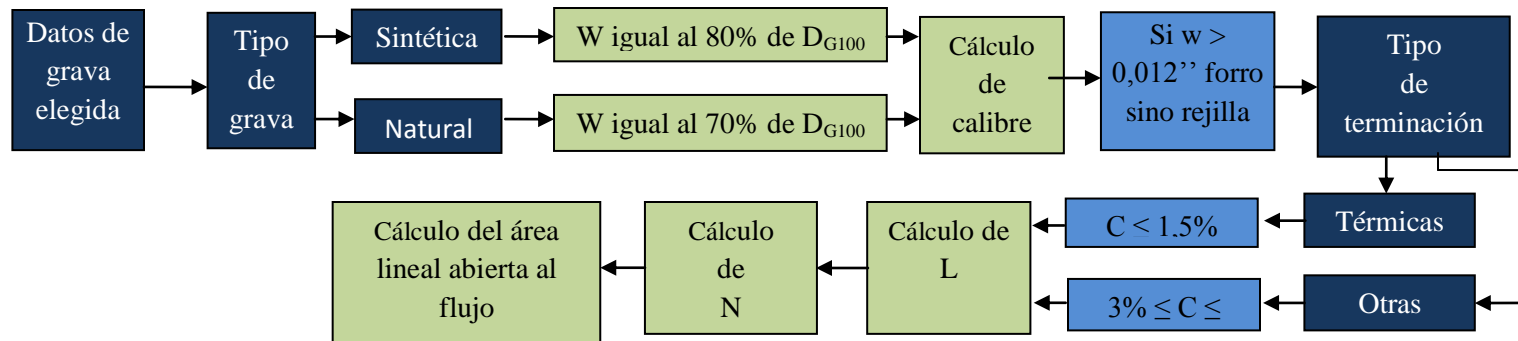 Datos de
grava
elegida
Tipo
de
grava
Sintética
Natural
W igual al 80% de D_G100
W igual al 70% de D_G100
Cálculo
de
calibre
Si w >
0,012’’ forro
sino rejilla
Tipo
de
terminación
Térmicas
Otras
C < 1.5%
3% ≤ C ≤
Cálculo de
L
Cálculo
de
N
Cálculo del área
lineal abierta al
flujo